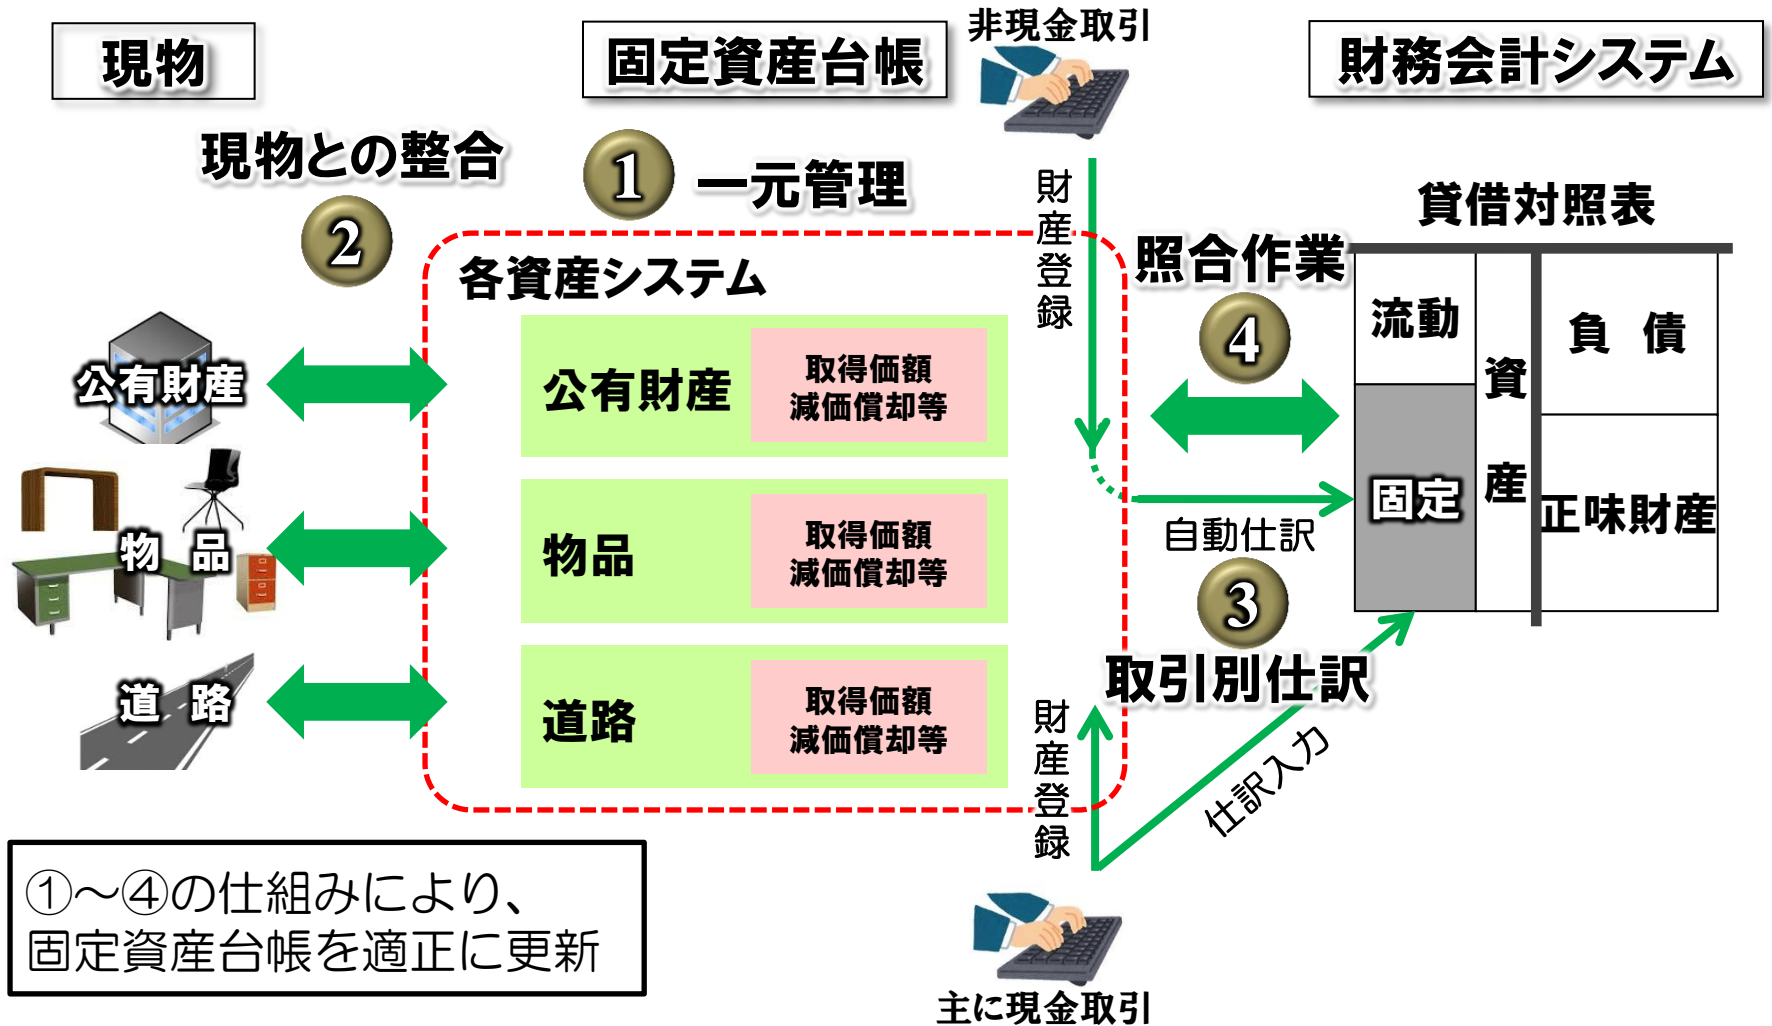 現物
固定資産台帳
非現金取引
財務会計システム
現物との整合
②
① 一元管理
財産登録
各資産システム
公有財産
公有財産
取得価額
減価償却等
物 品
物品
取得価額
減価償却等
道 路
道路
取得価額
減価償却等
照合作業
④
貸借対照表
流動
固定
資産
負 債
正味財産
自動仕訳
③
取引別仕訳
財産登録
仕訳入力
主に現金取引
①～④の仕組みにより、
固定資産台帳を適正に更新